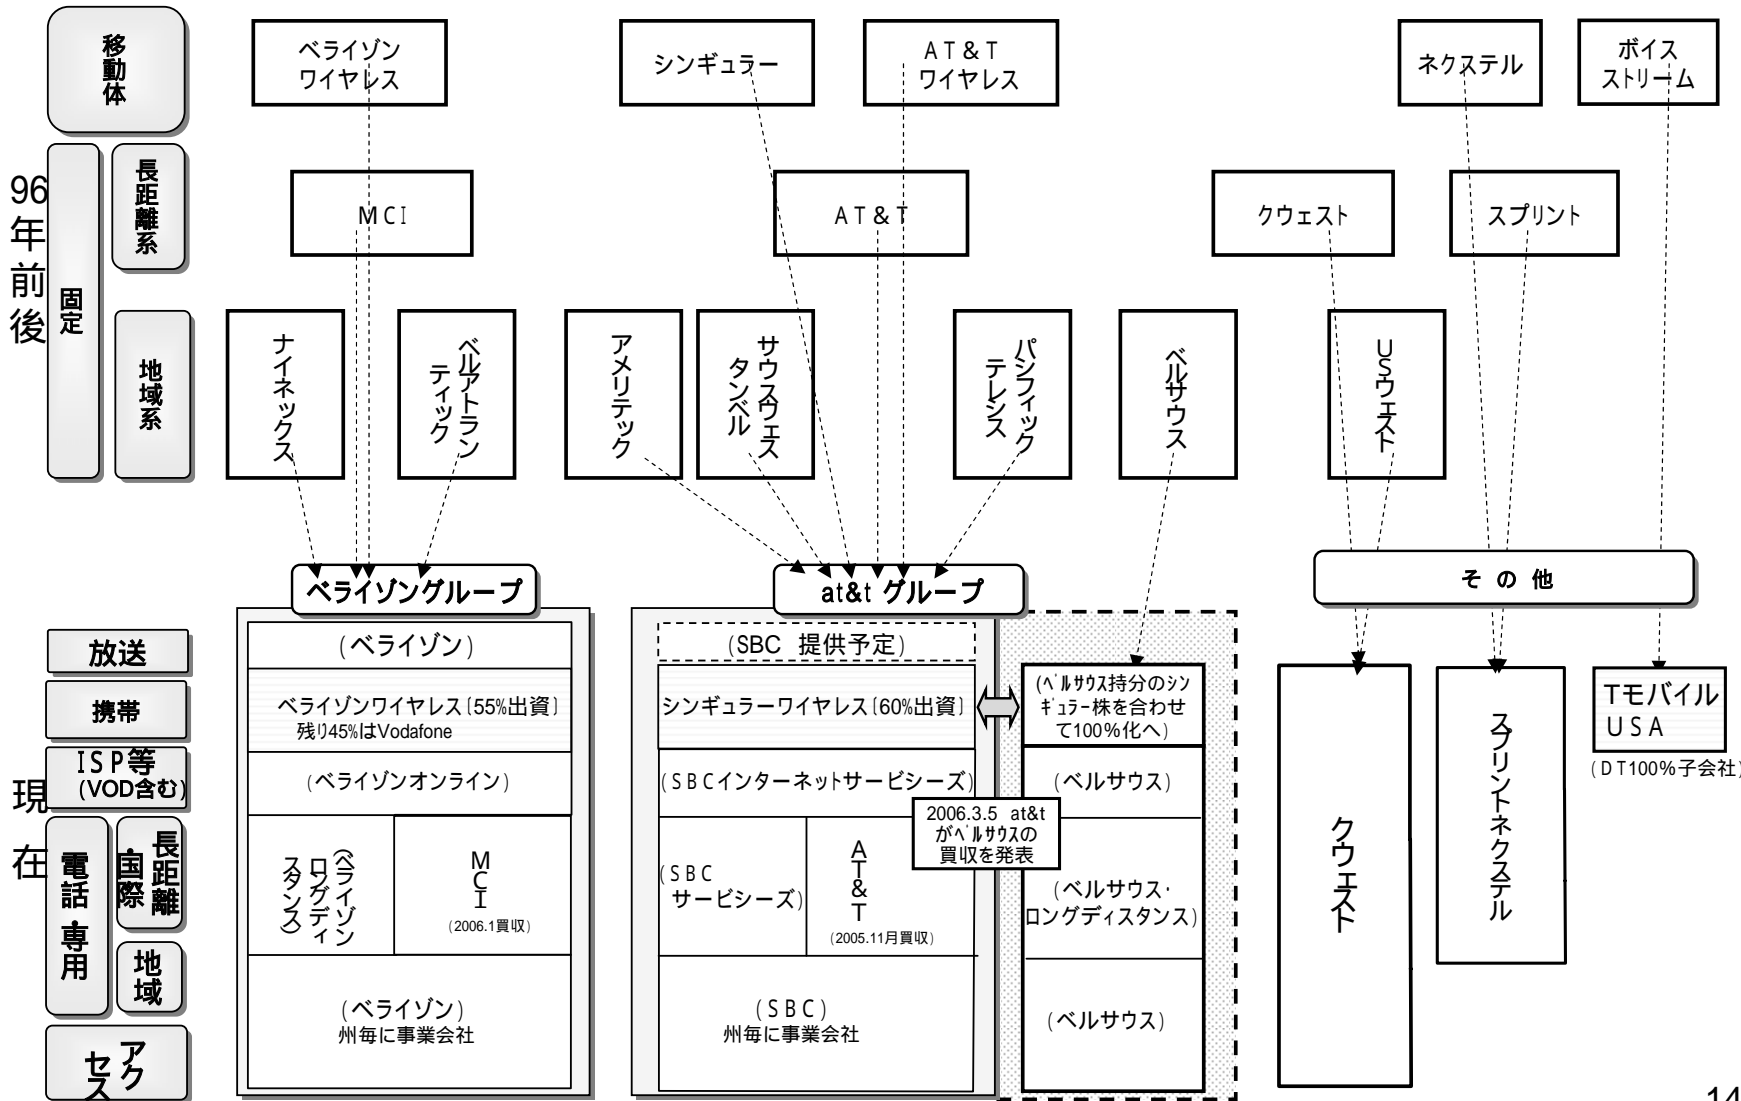 移動体
ベライゾン
ワイヤレス
シンギュラー
AT&T
ワイヤレス
ネクステル
ボイス
ストリーム
96年前後
固定
長距離系
MCI
AT&T
クウェスト
スプリント
地域系
ナイネックス
ベルアトラン
ティック
アメリテック
サウスウェス
タンベル
パシフィック
テレシス
ベルサウス
USウェスト
ベライゾングループ
at&t グループ
その他
現在
放送
(ベライゾン)
(SBC 提供予定)
携帯
ベライゾンワイヤレス〔55%出資〕
残り45%はVodafone
シンギュラーワイヤレス〔60%出資〕
(ベルサウス持分のシン
ギュラー株を合わせ
て100%化へ)
Tモバイル
USA
(DT100%子会社)
ISP等
(VOD含む)
(ベライゾンオンライン)
(SBCインターネットサービシーズ)
(ベルサウス)
2006.3.5 at&t
がベルサウスの
買収を発表
電話・専用
長距離
・国際
(ベライゾン
ロングディ
スタンス)
MCI
(2006.1買収)
(SBC
サービシーズ)
AT&T
(2005.11月買収)
(ベルサウス・
ロングディスタンス)
クウェスト
スプリントネクステル
地域
(ベライゾン)
州毎に事業会社
(SBC)
州毎に事業会社
(ベルサウス)
アク
セス
14